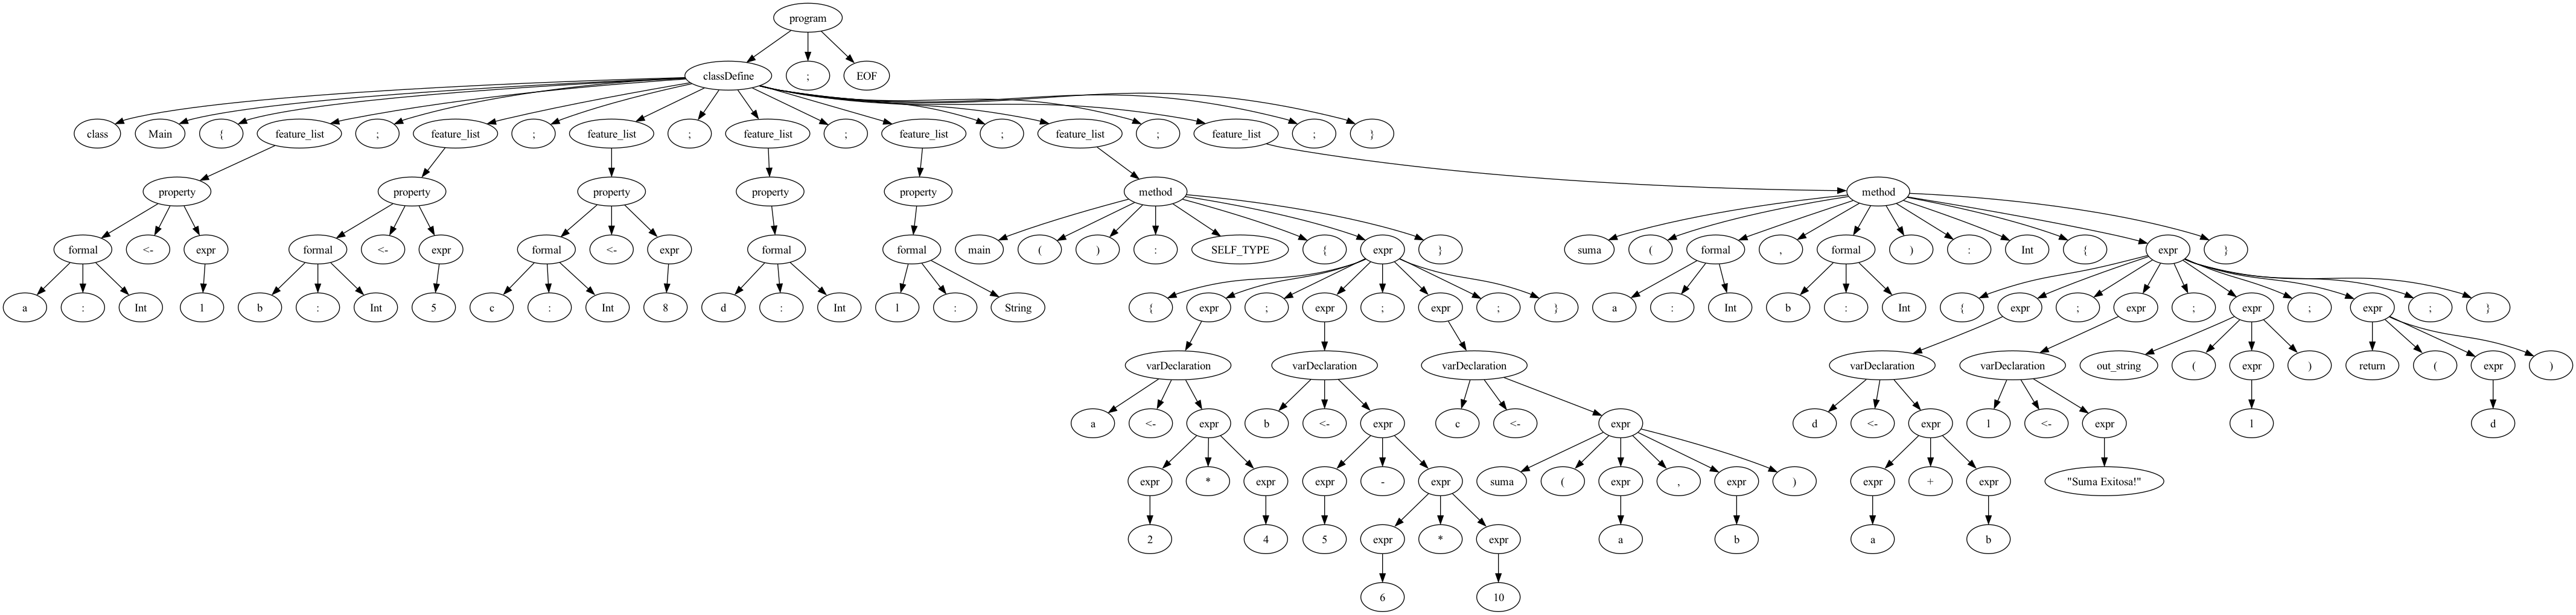 program
classDefine ; EOF
class Main { feature_list ; feature_list ; feature_list ; feature_list ; feature_list ; feature_list ; feature_list ; }
property property property property property method method
formal <- expr formal <- expr formal <- expr formal formal main ( ) : SELF_TYPE { expr } suma ( formal , formal ) : Int { expr }
a : Int 1 b : Int 5 c : Int 8 d : Int l : String { expr ; expr ; expr ; } a : Int b : Int { expr ; expr ; expr ; expr ; }
varDeclaration varDeclaration varDeclaration varDeclaration varDeclaration out_string ( expr ) return ( expr )
a <- expr b <- expr c <- expr d <- expr l <- expr l d
expr * expr expr - expr suma ( expr , expr ) expr + expr "Suma Exitosa!"
2 4 5 expr * expr a b a b
6 10